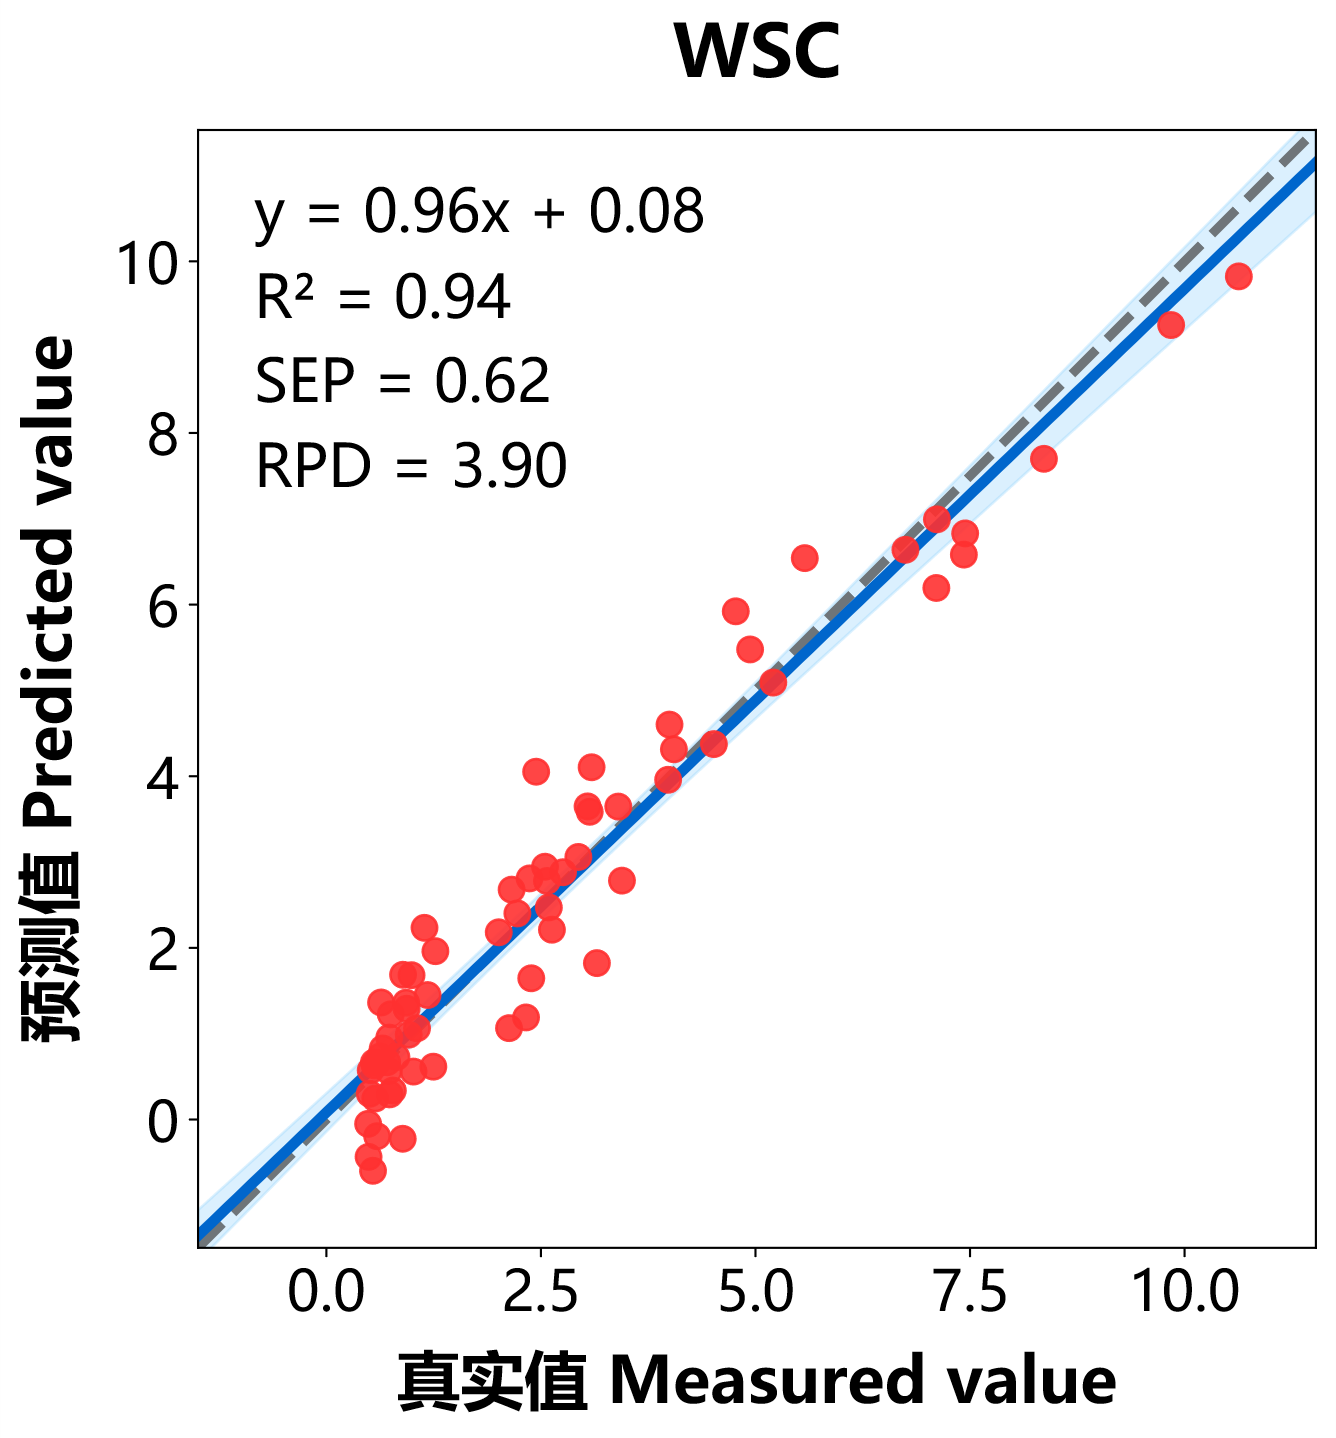 WSC
y = 0.96x + 0.08
R² = 0.94
SEP = 0.62
RPD = 3.90
预测值 Predicted value
10
8
6
4
2
0
0.0 2.5 5.0 7.5 10.0
真实值 Measured value